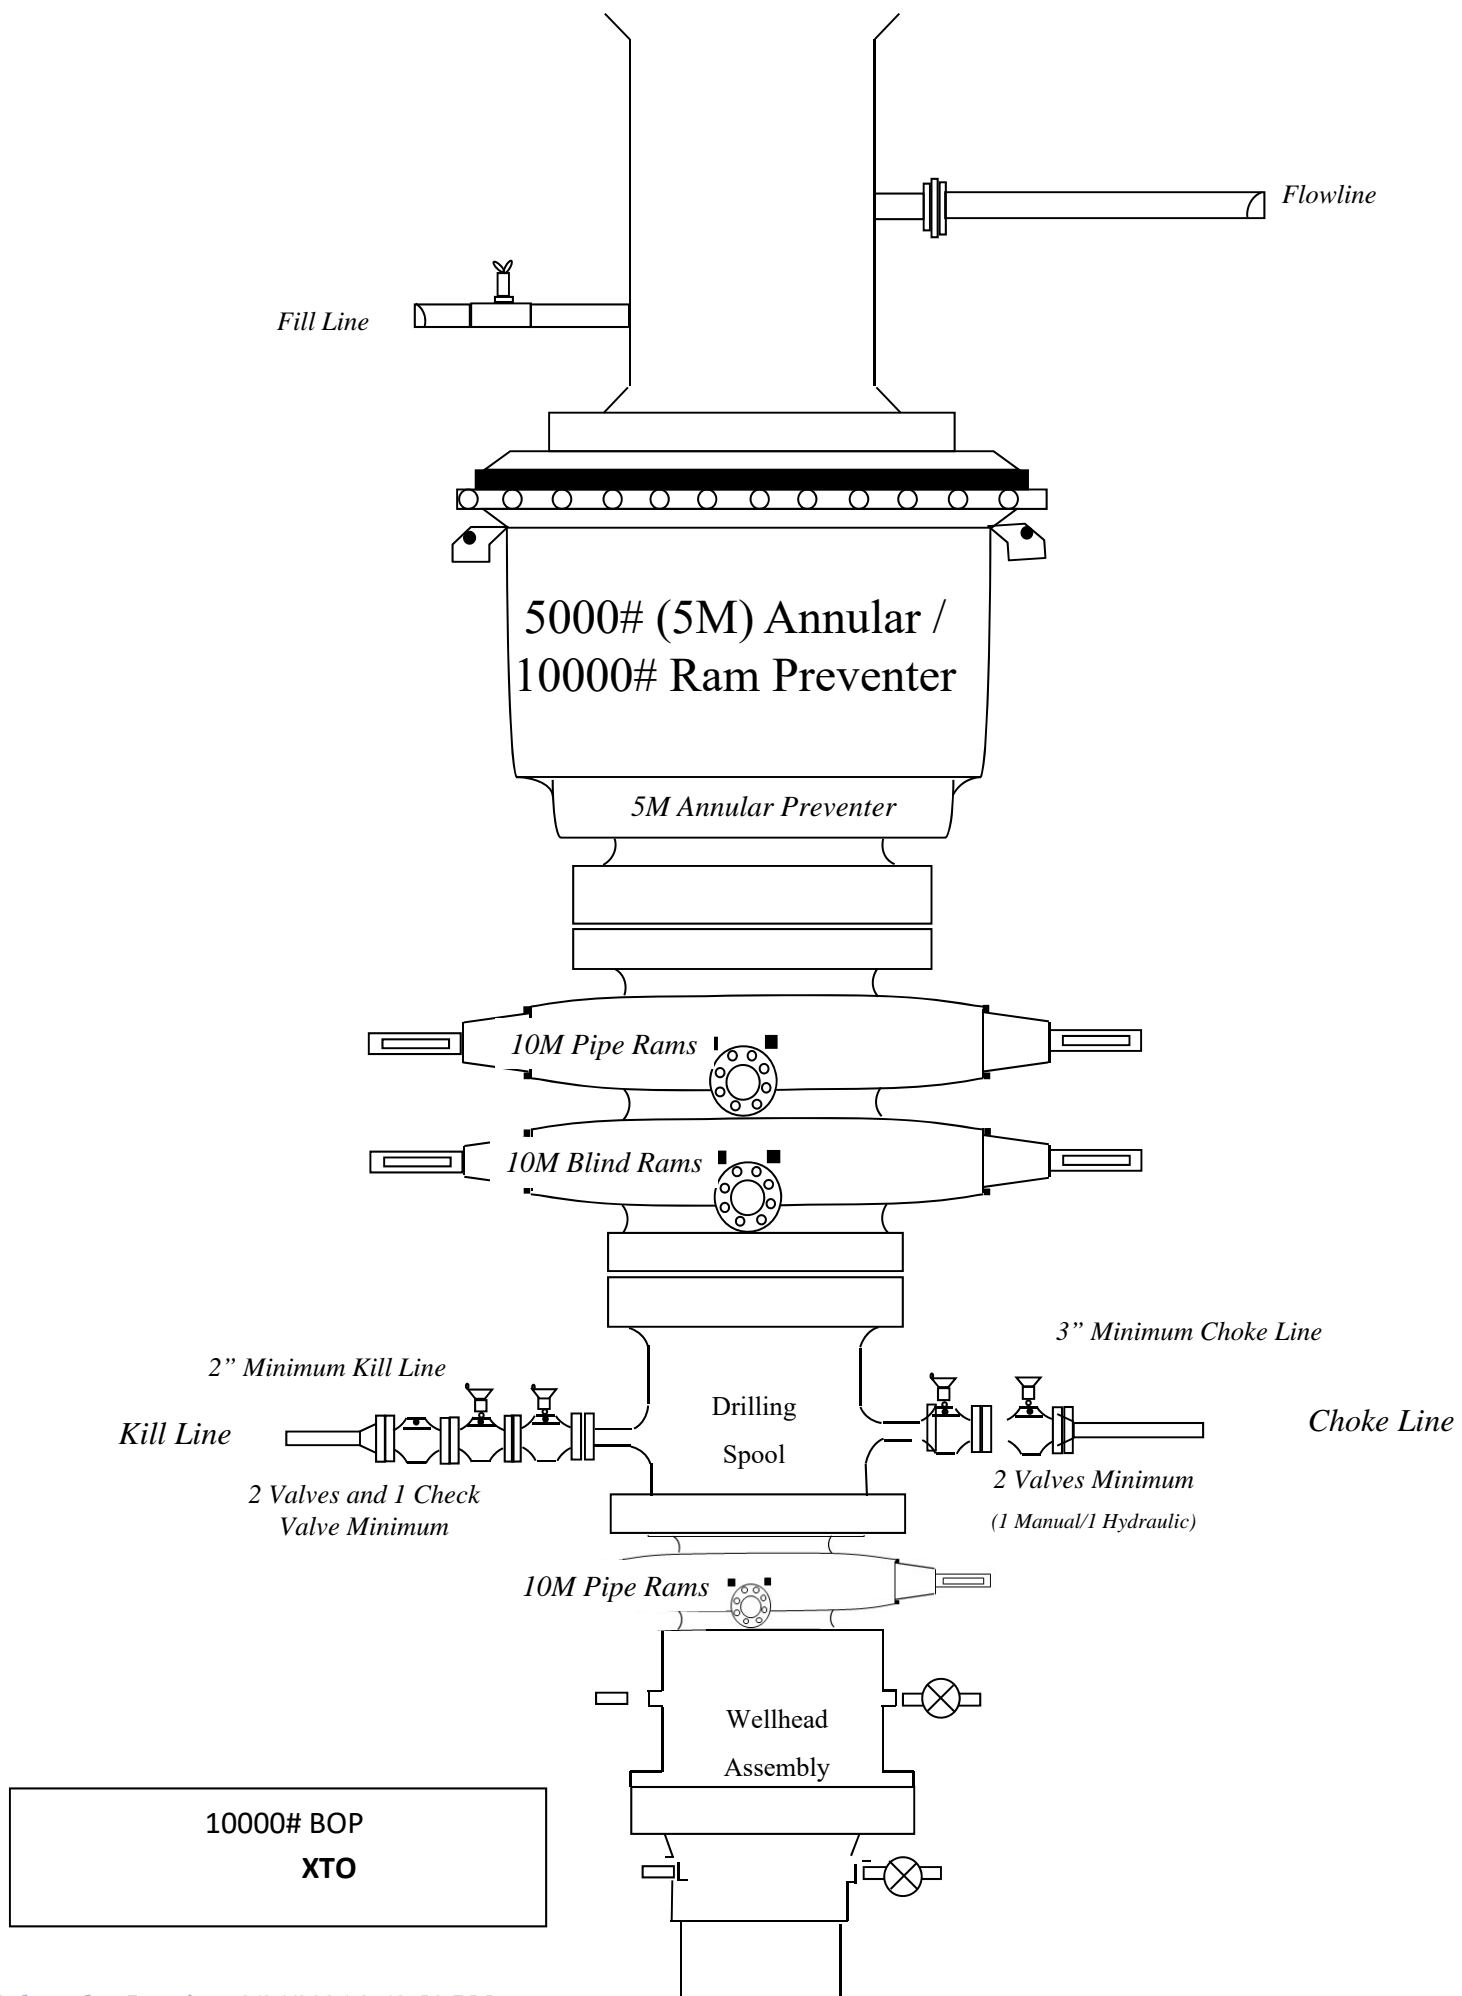 Flowline
Fill Line
5000# (5M) Annular /
10000# Ram Preventer
5M Annular Preventer
10M Pipe Rams
10M Blind Rams
3” Minimum Choke Line
2” Minimum Kill Line
Drilling
Spool
Kill Line
Choke Line
2 Valves and 1 Check
Valve Minimum
2 Valves Minimum
(1 Manual/1 Hydraulic)
10M Pipe Rams
Wellhead
Assembly
10000# BOP
XTO